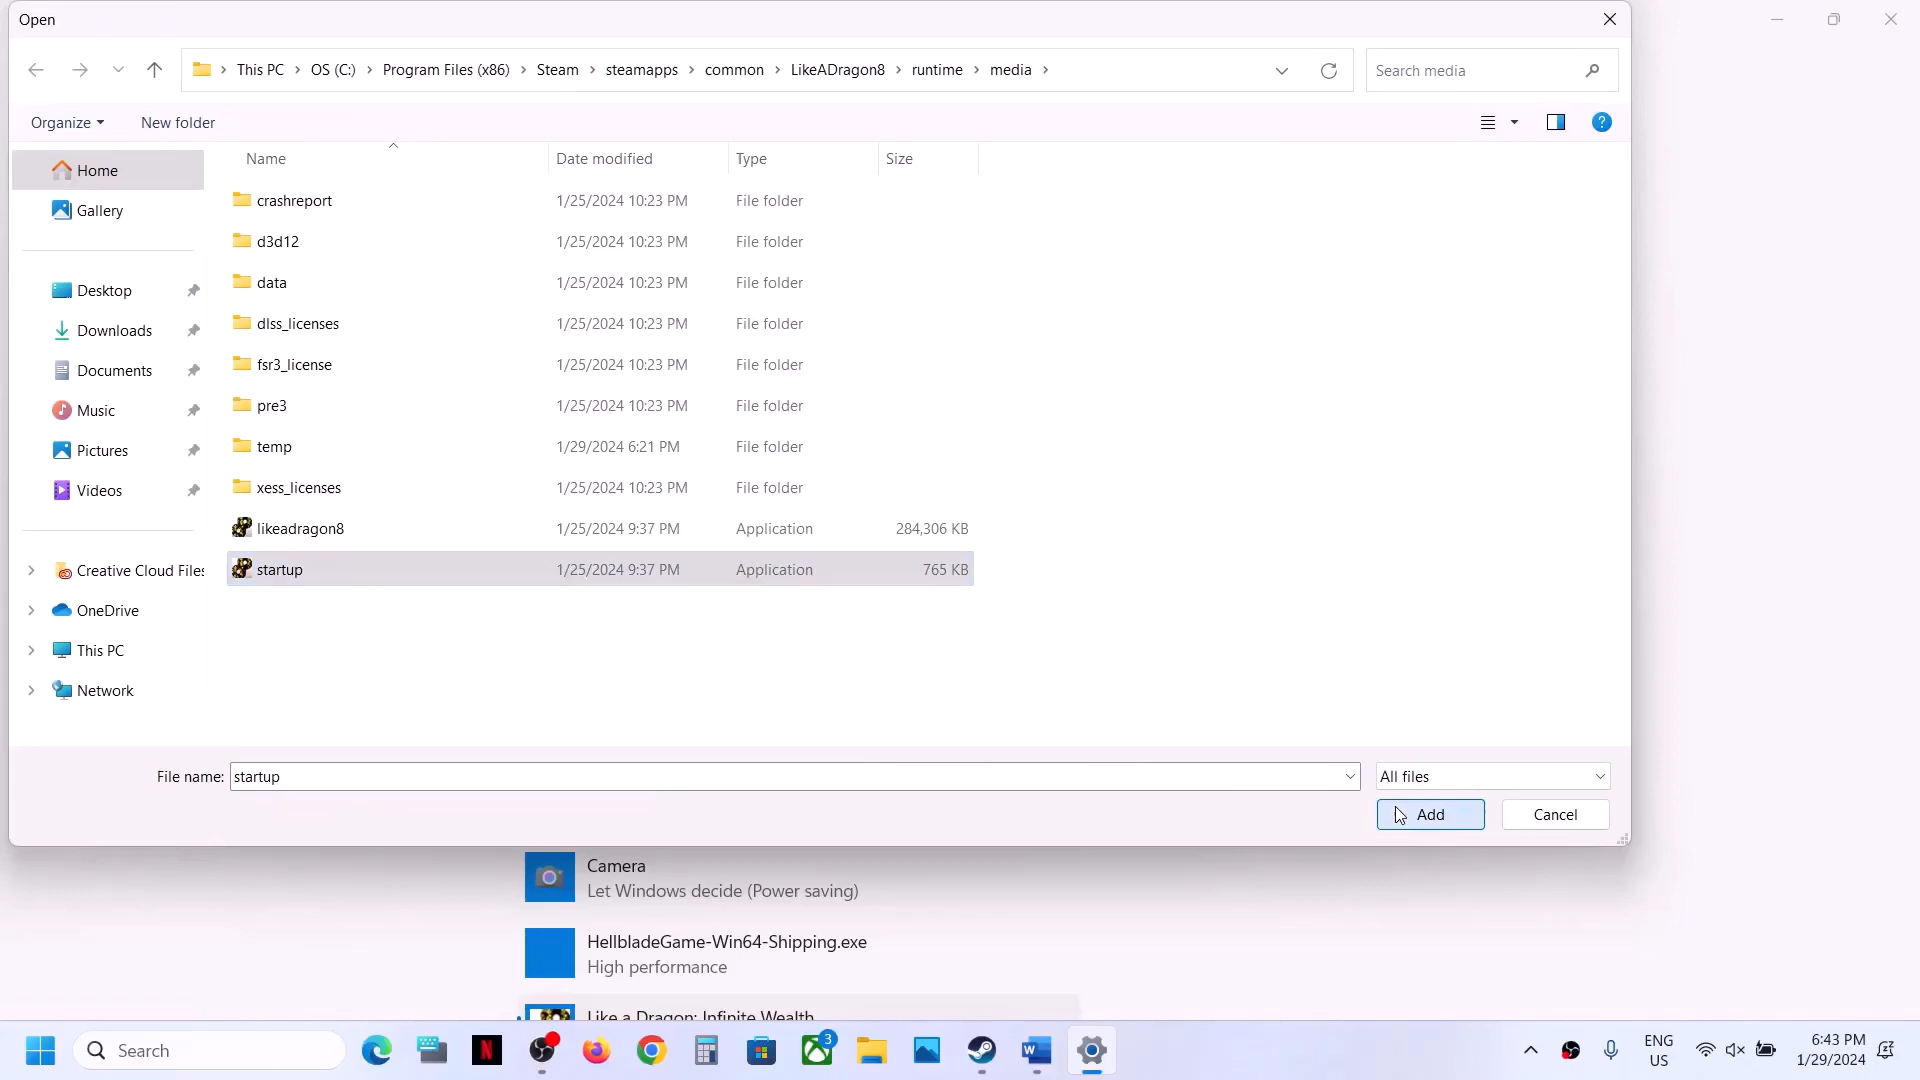 Open
This PC > OS (C:) > Program Files (x86) > Steam > steamapps > common > LikeADragon8 > runtime > media >
Search media
Organize
New folder
Name
Date modified
Type
Size
Home
Gallery
Desktop
Downloads
Documents
Music
Pictures
Videos
Creative Cloud Files
OneDrive
This PC
Network
crashreport 1/25/2024 10:23 PM File folder
d3d12 1/25/2024 10:23 PM File folder
data 1/25/2024 10:23 PM File folder
dlss_licenses 1/25/2024 10:23 PM File folder
fsr3_license 1/25/2024 10:23 PM File folder
pre3 1/25/2024 10:23 PM File folder
temp 1/29/2024 6:21 PM File folder
xess_licenses 1/25/2024 10:23 PM File folder
likeadragon8 1/25/2024 9:37 PM Application 284,306 KB
startup 1/25/2024 9:37 PM Application 765 KB
File name: startup
All files
Add
Cancel
Camera
Let Windows decide (Power saving)
HellbladeGame-Win64-Shipping.exe
High performance
Like a Dragon: Infinite Wealth
Search
3
ENG
US
6:43 PM
1/29/2024